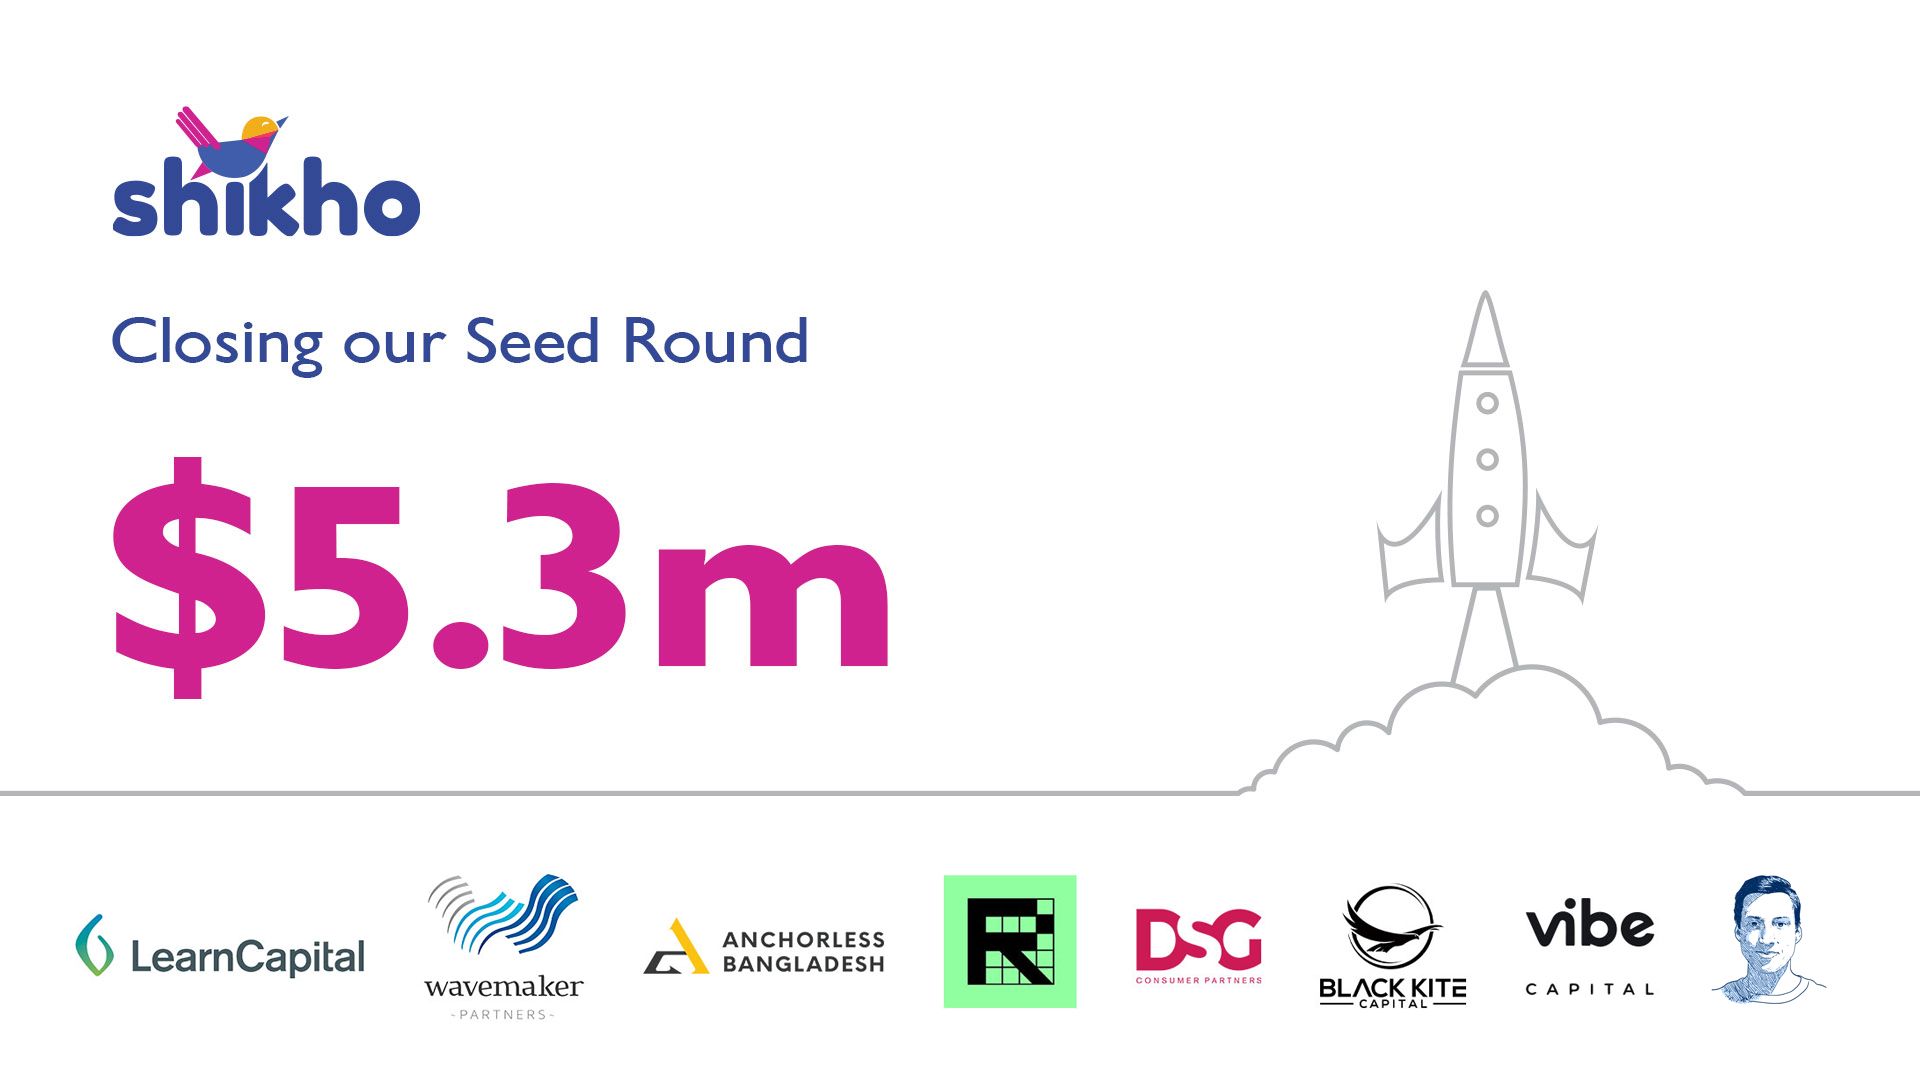 shikho
Closing our Seed Round
$5.3m
LearnCapital
wavemaker
~PARTNERS~
ANCHORLESS
BANGLADESH
R
DSG
CONSUMER PARTNERS
BLACK KITE
CAPITAL
vibe
CAPITAL